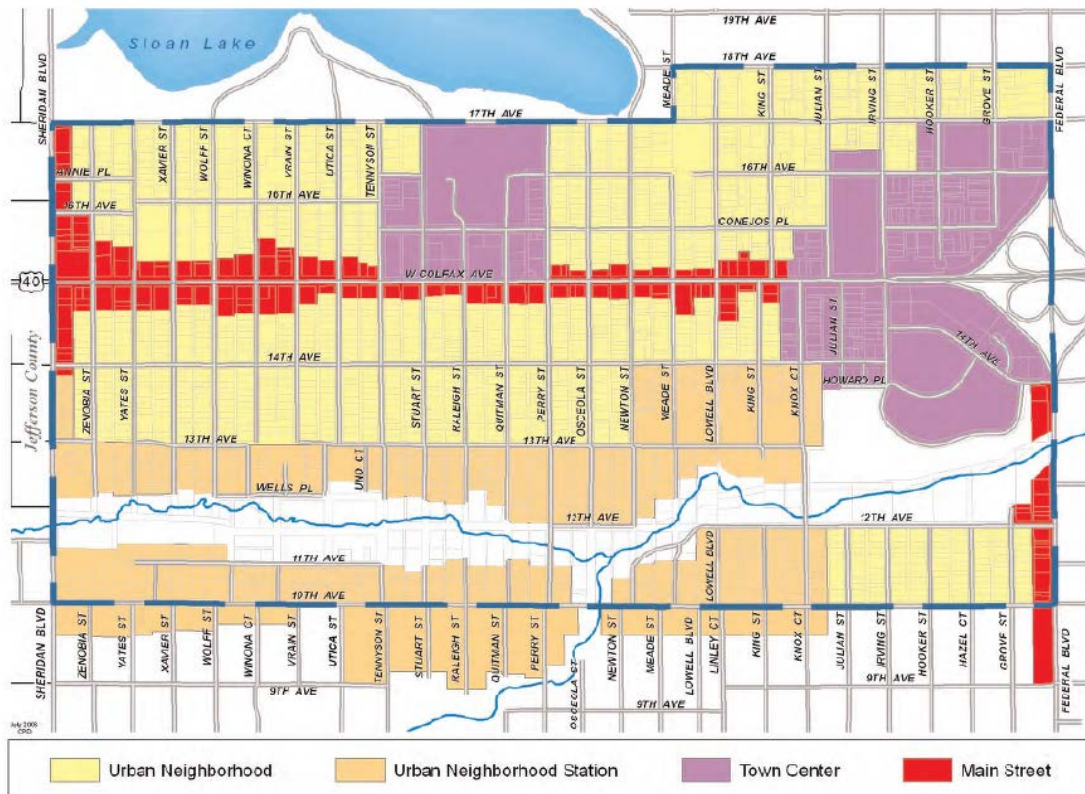 19TH AVE
Sloan Lake
SHERIDAN BLVD
MEADE ST
18TH AVE
KING ST
JULIAN ST
IRVING ST
HOOKER ST
GROVE ST
FEDERAL BLVD
17TH AVE
ANNIE PL
XAVIER ST
WOLFF ST
WINONA CT
VRAIN ST
UTICA ST
TENNYSON ST
16TH AVE
16TH AVE
CONEJOS PL
W COLFAX AVE
40
Jefferson County
14TH AVE
JULIAN ST
14TH AVE
HOWARD PL
ZENOBIA ST
YATES ST
STUART ST
RALEIGH ST
QUITMAN ST
PERRY ST
OSCEOLA ST
NEWTON ST
MEADE ST
LOWELL BLVD
KING ST
KNOX CT
13TH AVE
13TH AVE
WELLS PL
12TH AVE
12TH AVE
11TH AVE
LOWELL BLVD
10TH AVE
SHERIDAN BLVD
ZENOBIA ST
YATES ST
XAVIER ST
WOLFF ST
WINONA CT
VRAIN ST
UTICA ST
TENNYSON ST
STUART ST
RALEIGH ST
QUITMAN ST
PERRY ST
OSCEOLA ST
NEWTON ST
MEADE ST
LOWELL BLVD
LINLEY CT
KING ST
KNOX CT
JULIAN ST
IRVING ST
HOOKER ST
HAZEL CT
GROVE ST
FEDERAL BLVD
9TH AVE
9TH AVE
9TH AVE
CPD
Urban Neighborhood
Urban Neighborhood Station
Town Center
Main Street